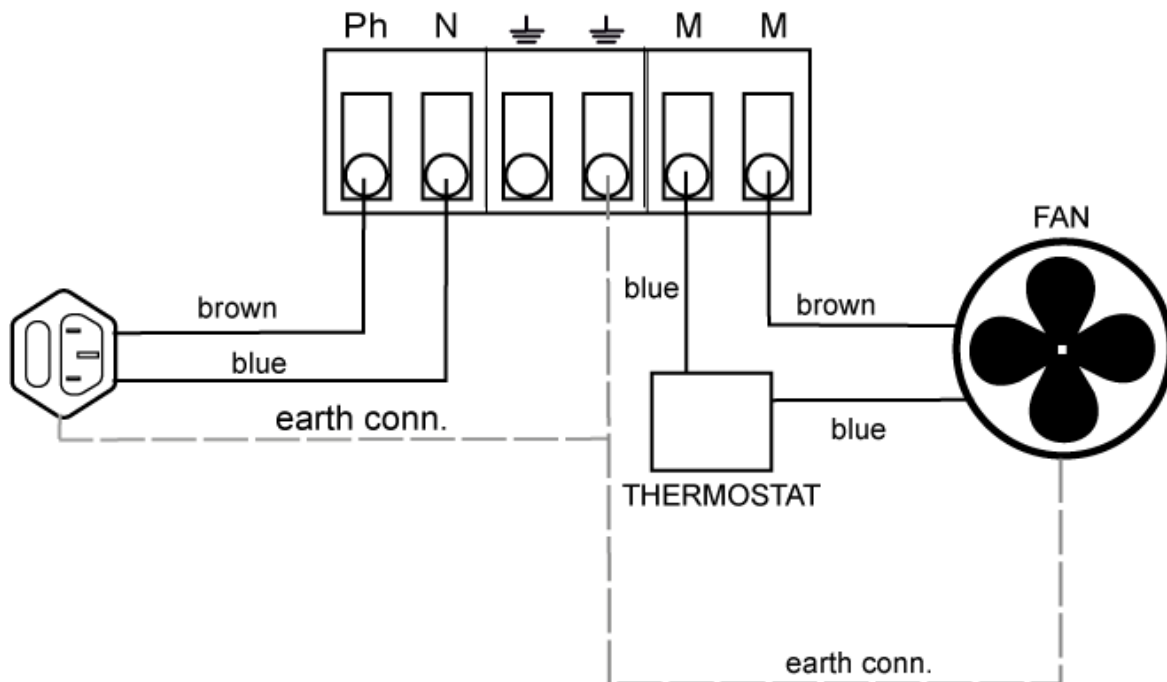 Ph N M M
FAN
brown
blue
blue
brown
earth conn.
blue
THERMOSTAT
earth conn.